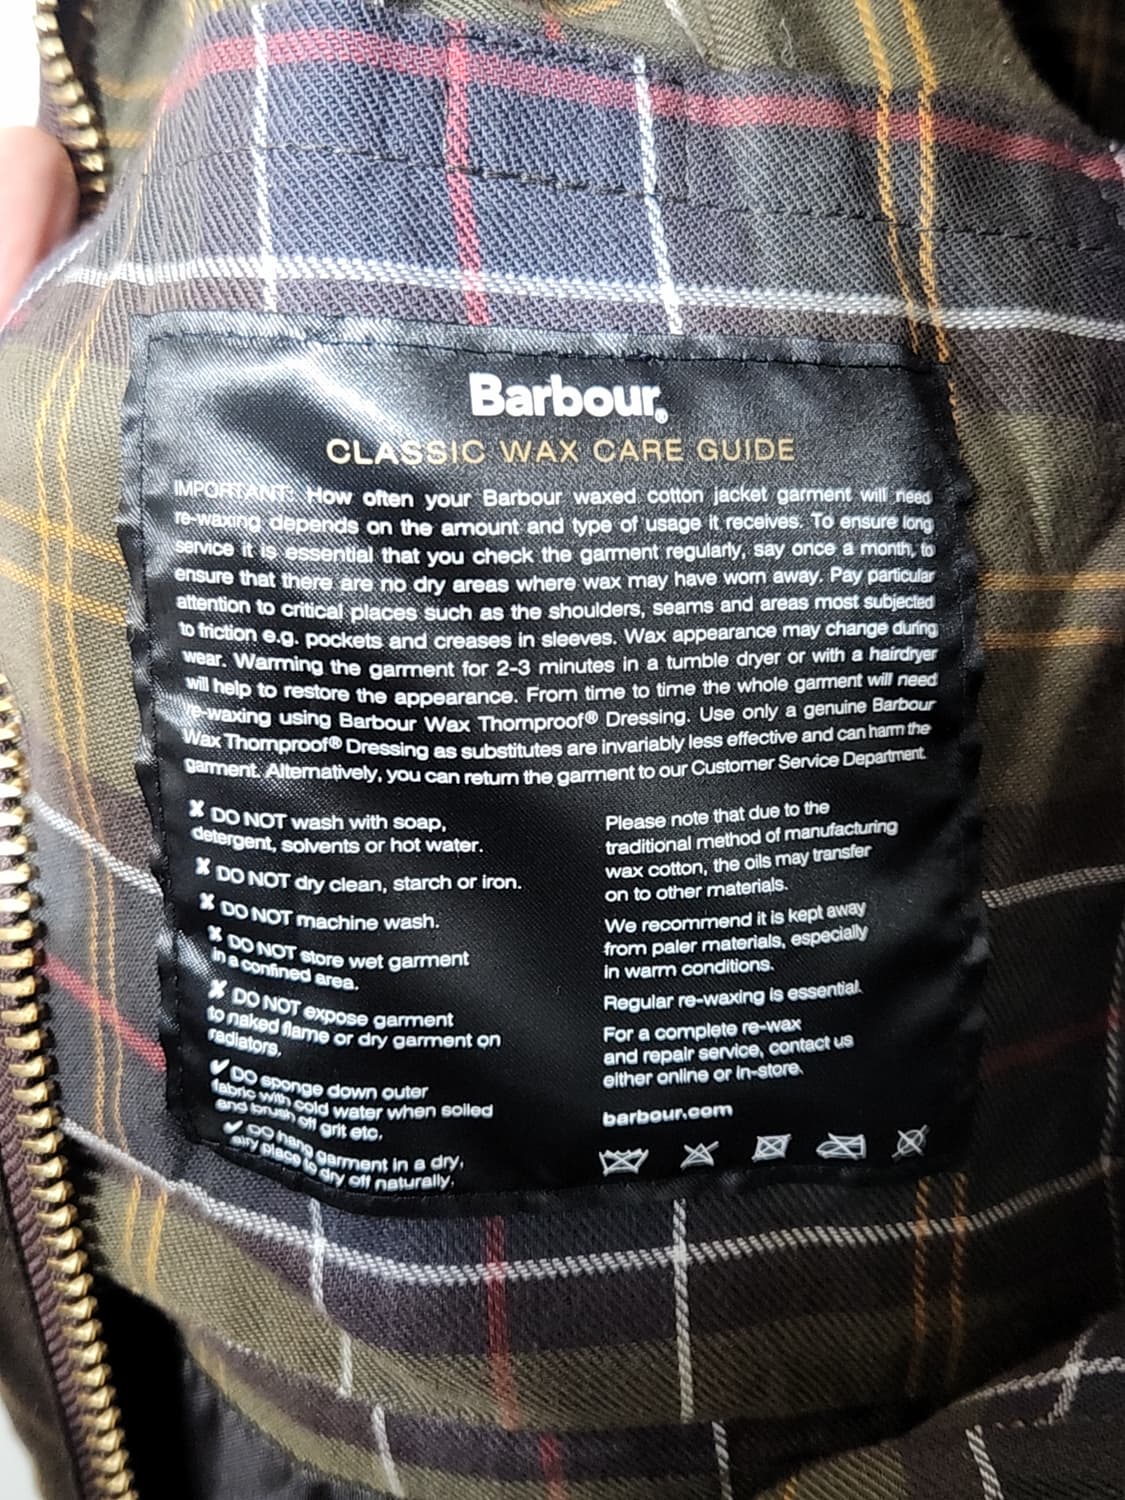 Barbour®
CLASSIC WAX CARE GUIDE
IMPORTANT: How often your Barbour waxed cotton jacket garment will need
re-waxing depends on the amount and type of usage it receives. To ensure long
service it is essential that you check the garment regularly, say once a month, to
ensure that there are no dry areas where wax may have worn away. Pay particular
attention to critical places such as the shoulders, seams and areas most subjected
to friction e.g. pockets and creases in sleeves. Wax appearance may change during
wear. Warming the garment for 2-3 minutes in a tumble dryer or with a hairdryer
will help to restore the appearance. From time to time the whole garment will need
re-waxing using Barbour Wax Thornproof® Dressing. Use only a genuine Barbour
Wax Thornproof® Dressing as substitutes are invariably less effective and can harm the
garment. Alternatively, you can return the garment to our Customer Service Department.
✘ DO NOT wash with soap,
detergent, solvents or hot water.
✘ DO NOT dry clean, starch or iron.
✘ DO NOT machine wash.
✘ DO NOT store wet garment
in a confined area.
✘ DO NOT expose garment
to naked flame or dry garment on
radiators.
✔ DO sponge down outer
fabric with cold water when soiled
and brush off grit etc.
✔ DO hang garment in a dry,
airy place to dry off naturally.
Please note that due to the
traditional method of manufacturing
wax cotton, the oils may transfer
on to other materials.
We recommend it is kept away
from paler materials, especially
in warm conditions.
Regular re-waxing is essential.
For a complete re-wax
and repair service, contact us
either online or in-store.
barbour.com